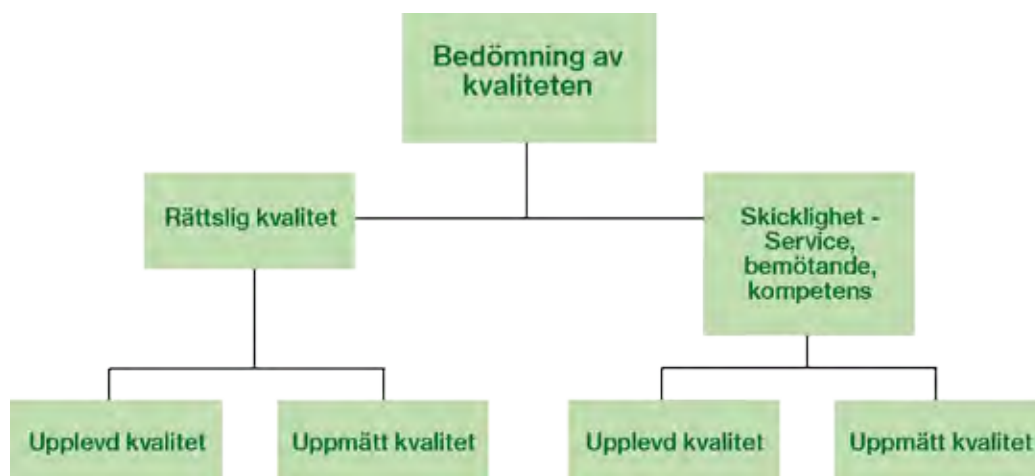 Bedömning av
kvaliteten
Rättslig kvalitet
Skicklighet -
Service,
bemötande,
kompetens
Upplevd kvalitet
Uppmätt kvalitet
Upplevd kvalitet
Uppmätt kvalitet